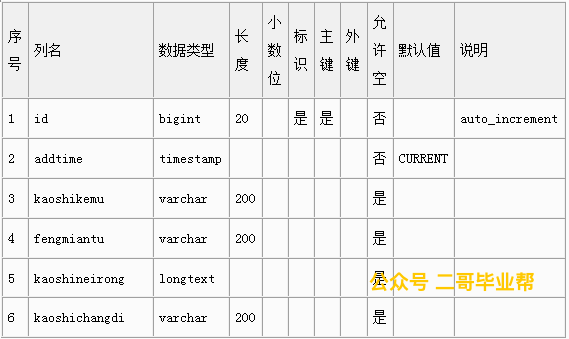 序号 列名 数据类型 长度 小数位 标识 主键 外键 允许空 默认值 说明
1 id bigint 20 是 是 否 auto_increment
2 addtime timestamp 否 CURRENT
3 kaoshikemu varchar 200 是
4 fengmiantu varchar 200 是
5 kaoshineirong longtext 是
公众号 二哥毕业帮
6 kaoshichangdi varchar 200 是